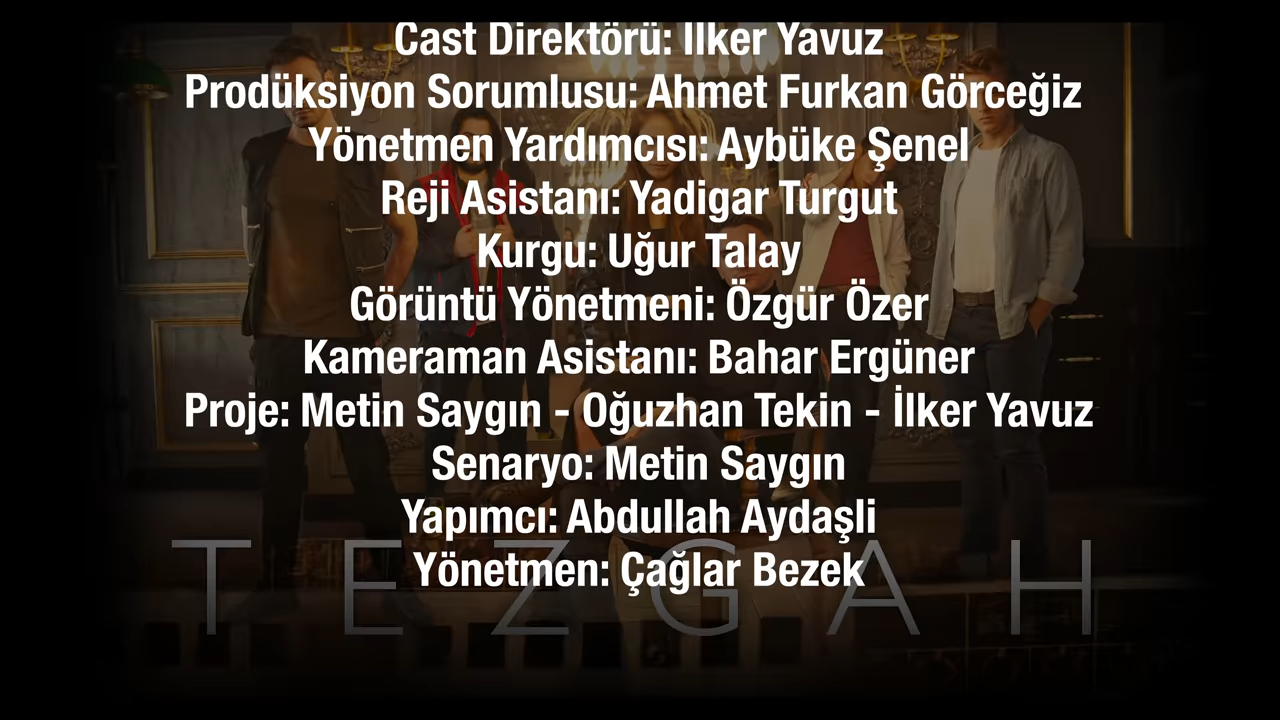 Cast Direktörü: İlker Yavuz
Prodüksiyon Sorumlusu: Ahmet Furkan Görceğiz
Yönetmen Yardımcısı: Aybüke Şenel
Reji Asistanı: Yadigar Turgut
Kurgu: Uğur Talay
Görüntü Yönetmeni: Özgür Özer
Kameraman Asistanı: Bahar Ergüner
Proje: Metin Saygın - Oğuzhan Tekin - İlker Yavuz
Senaryo: Metin Saygın
Yapımcı: Abdullah Aydaşli
Yönetmen: Çağlar Bezek
TEZGAH